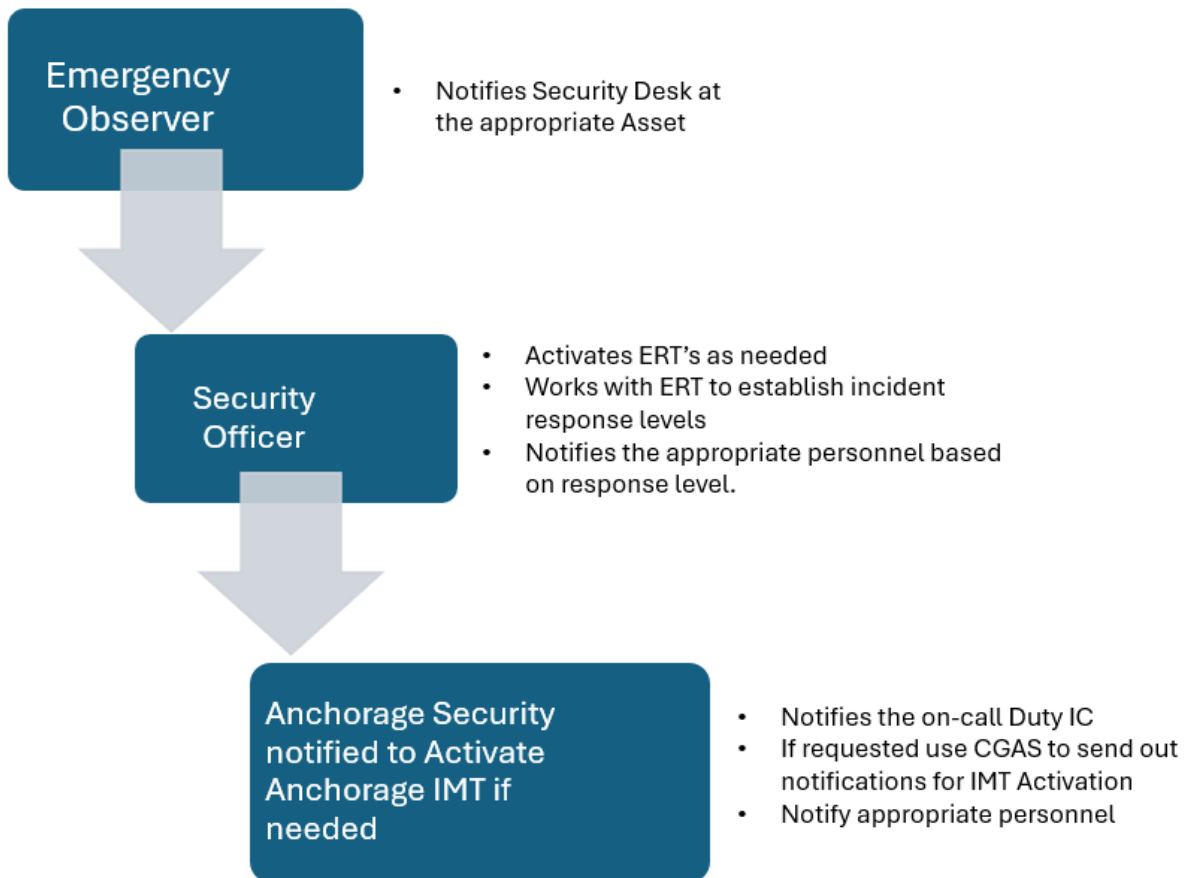 Emergency
Observer
• Notifies Security Desk at
the appropriate Asset
Security
Officer
• Activates ERT’s as needed
• Works with ERT to establish incident
response levels
• Notifies the appropriate personnel based
on response level.
Anchorage Security
notified to Activate
Anchorage IMT if
needed
• Notifies the on-call Duty IC
• If requested use CGAS to send out
notifications for IMT Activation
• Notify appropriate personnel